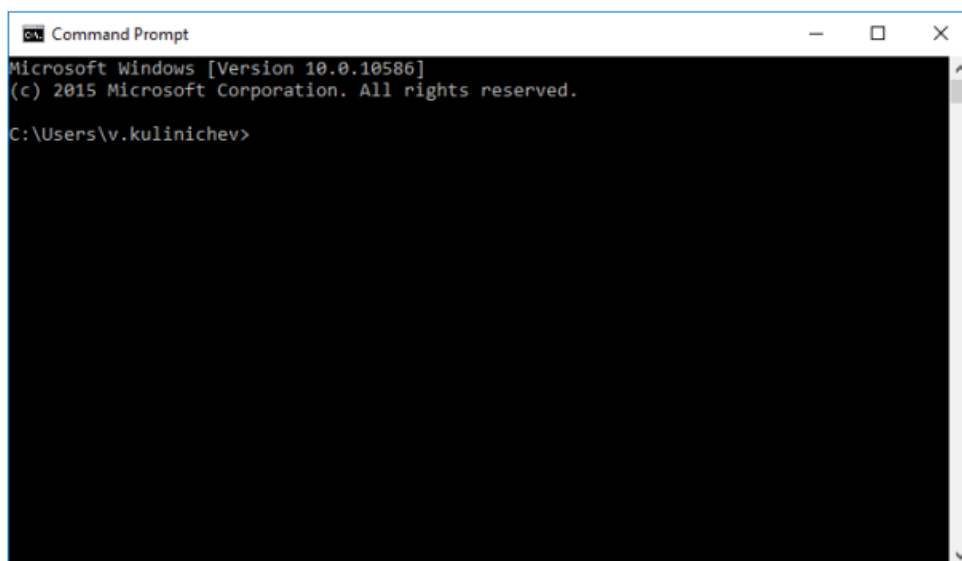 Command Prompt
Microsoft Windows [Version 10.0.10586]
(c) 2015 Microsoft Corporation. All rights reserved.
C:\Users\v.kulinichev>